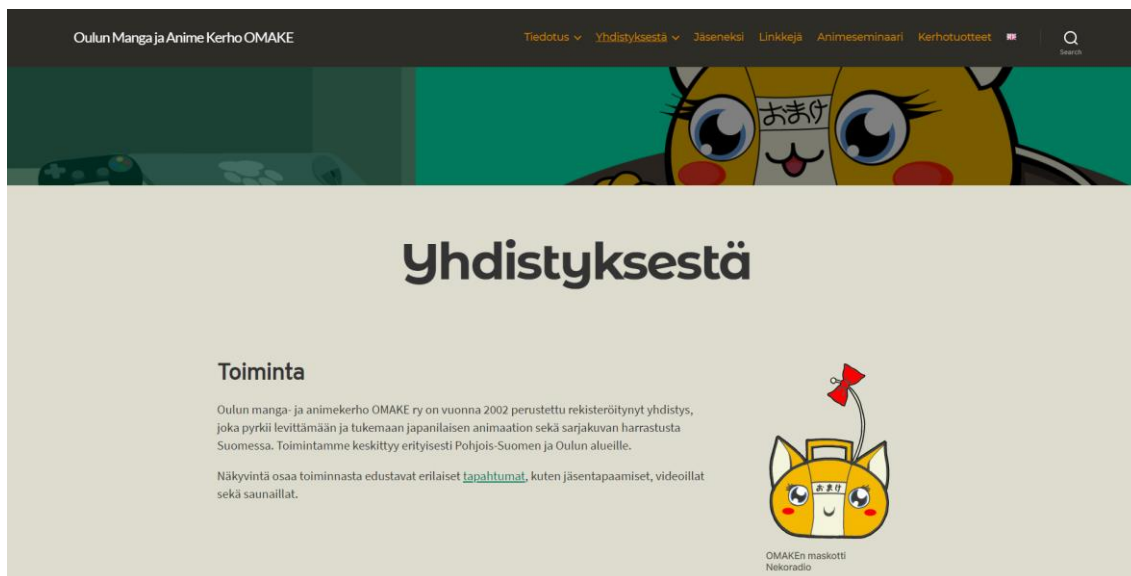 Oulun Manga ja Anime Kerho OMAKE
Tiedotus Yhdistyksestä Jäseneksi Linkkejä Animeseminaari Kerhotuotteet
Search
おまけ
Yhdistyksestä
Toiminta
Oulun manga- ja animekerho OMAKE ry on vuonna 2002 perustettu rekisteröitynyt yhdistys,
joka pyrkii levittämään ja tukemaan japanilaisen animaation sekä sarjakuvan harrastusta
Suomessa. Toimintamme keskittyy erityisesti Pohjois-Suomen ja Oulun alueille.
Näkyvintä osaa toiminnasta edustavat erilaiset tapahtumat, kuten jäsentapaamiset, videoillat
sekä saunaillat.
おまけ
OMAKEn maskotti
Nekoradio